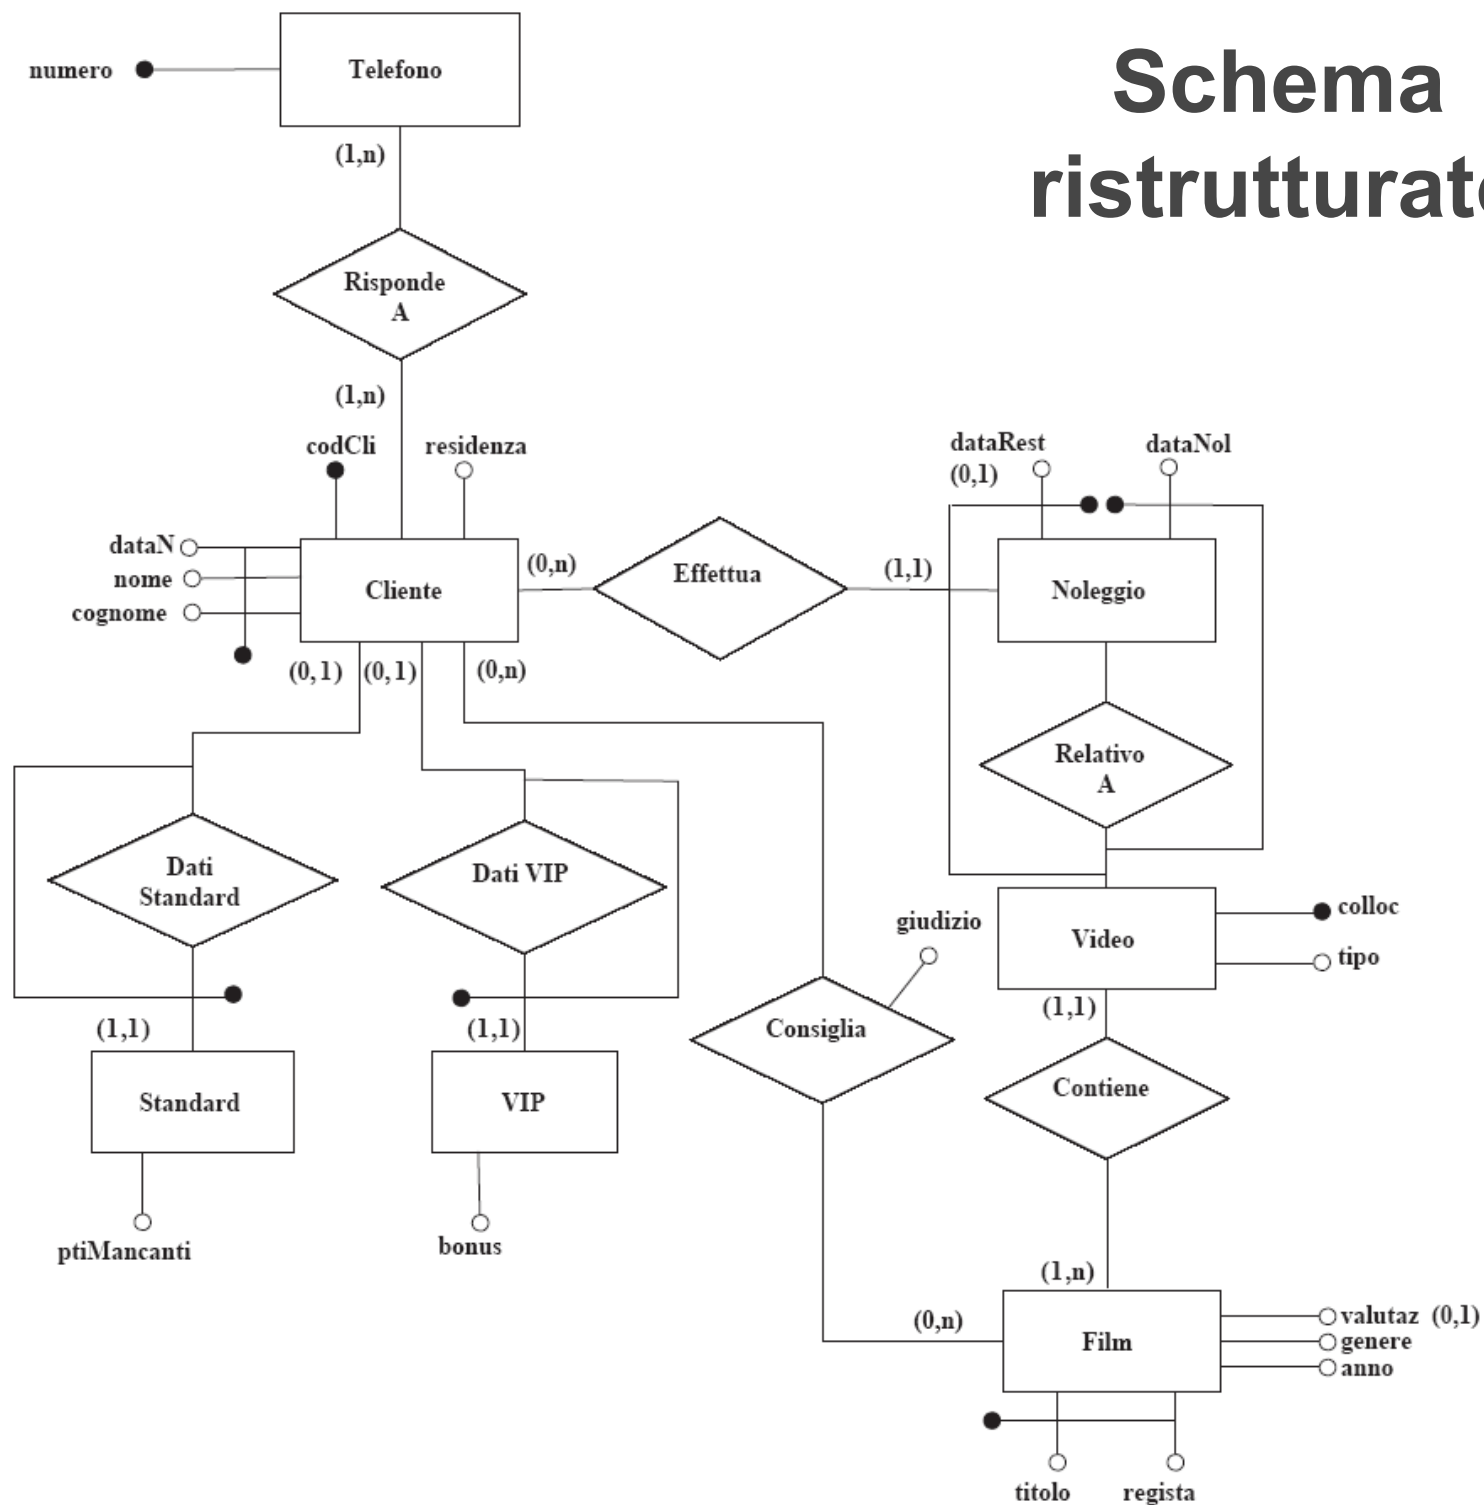 Schema
ristrutturato
numero
Telefono
(1,n)
Risponde
A
(1,n)
codCli
residenza
dataN
nome
cognome
Cliente
(0,n)
Effettua
(1,1)
dataRest
(0,1)
dataNol
Noleggio
(0,1)
(0,1)
(0,n)
Relativo
A
Dati
Standard
Dati VIP
giudizio
Video
colloc
tipo
(1,1)
(1,1)
Consiglia
(1,1)
Contiene
Standard
VIP
ptiMancanti
bonus
(1,n)
(0,n)
Film
valutaz (0,1)
genere
anno
titolo
regista